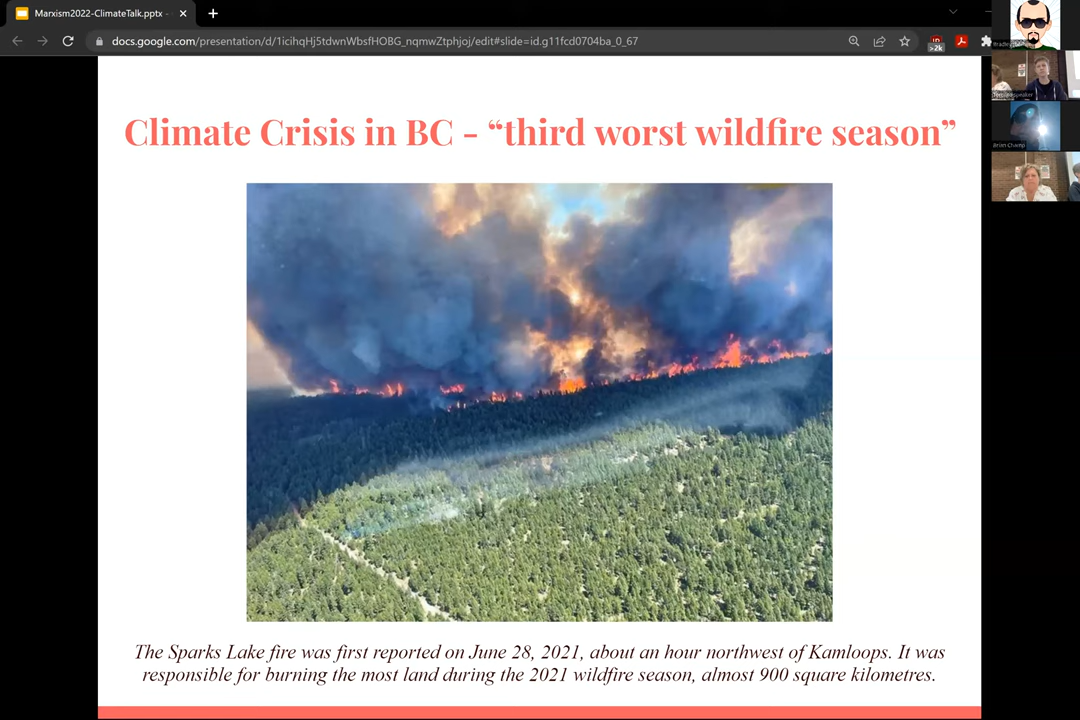 Marxism2022-ClimateTalk.pptx -
docs.google.com/presentation/d/1icihqHj5tdwnWbsfHOBG_nqmwZtphjoj/edit#slide=id.g11fcd0704ba_0_67
>2k
Climate Crisis in BC - “third worst wildfire season”
The Sparks Lake fire was first reported on June 28, 2021, about an hour northwest of Kamloops. It was
responsible for burning the most land during the 2021 wildfire season, almost 900 square kilometres.